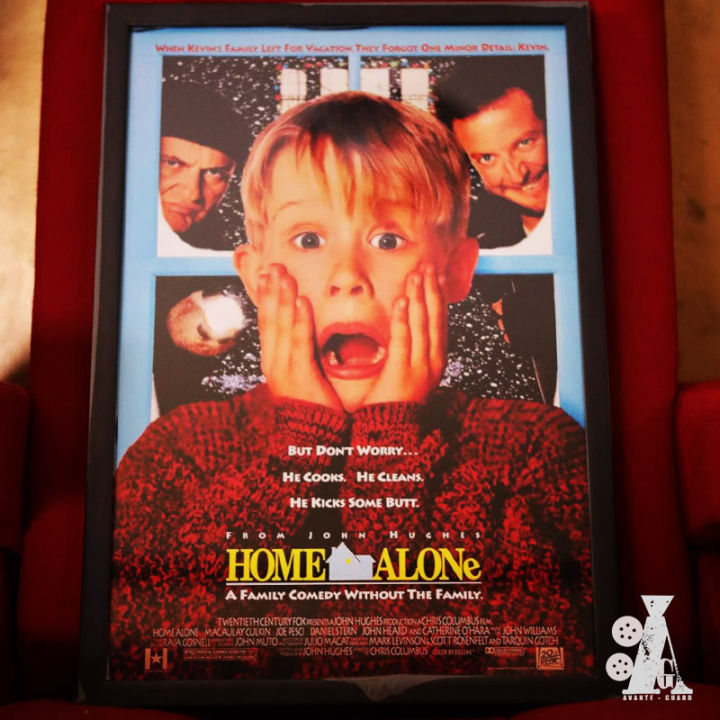 WHEN KEVIN'S FAMILY LEFT FOR VACATION, THEY FORGOT ONE MINOR DETAIL: KEVIN.
BUT DON'T WORRY...
HE COOKS. HE CLEANS.
HE KICKS SOME BUTT.
FROM JOHN HUGHES
HOME ALONe
A FAMILY COMEDY WITHOUT THE FAMILY.
TWENTIETH CENTURY FOX PRESENTS A JOHN HUGHES PRODUCTION A CHRIS COLUMBUS FILM
HOME ALONE MACAULAY CULKIN JOE PESCI DANIEL STERN JOHN HEARD AND CATHERINE O'HARA JOHN WILLIAMS
RAJA GOSNELL JOHN MUTO JULIO MACAT MARK LEVINSON, SCOTT ROSENFELT AND TARQUIN GOTCH
JOHN HUGHES CHRIS COLUMBUS COLOR BY DELUXE
AVANTE-GUARD